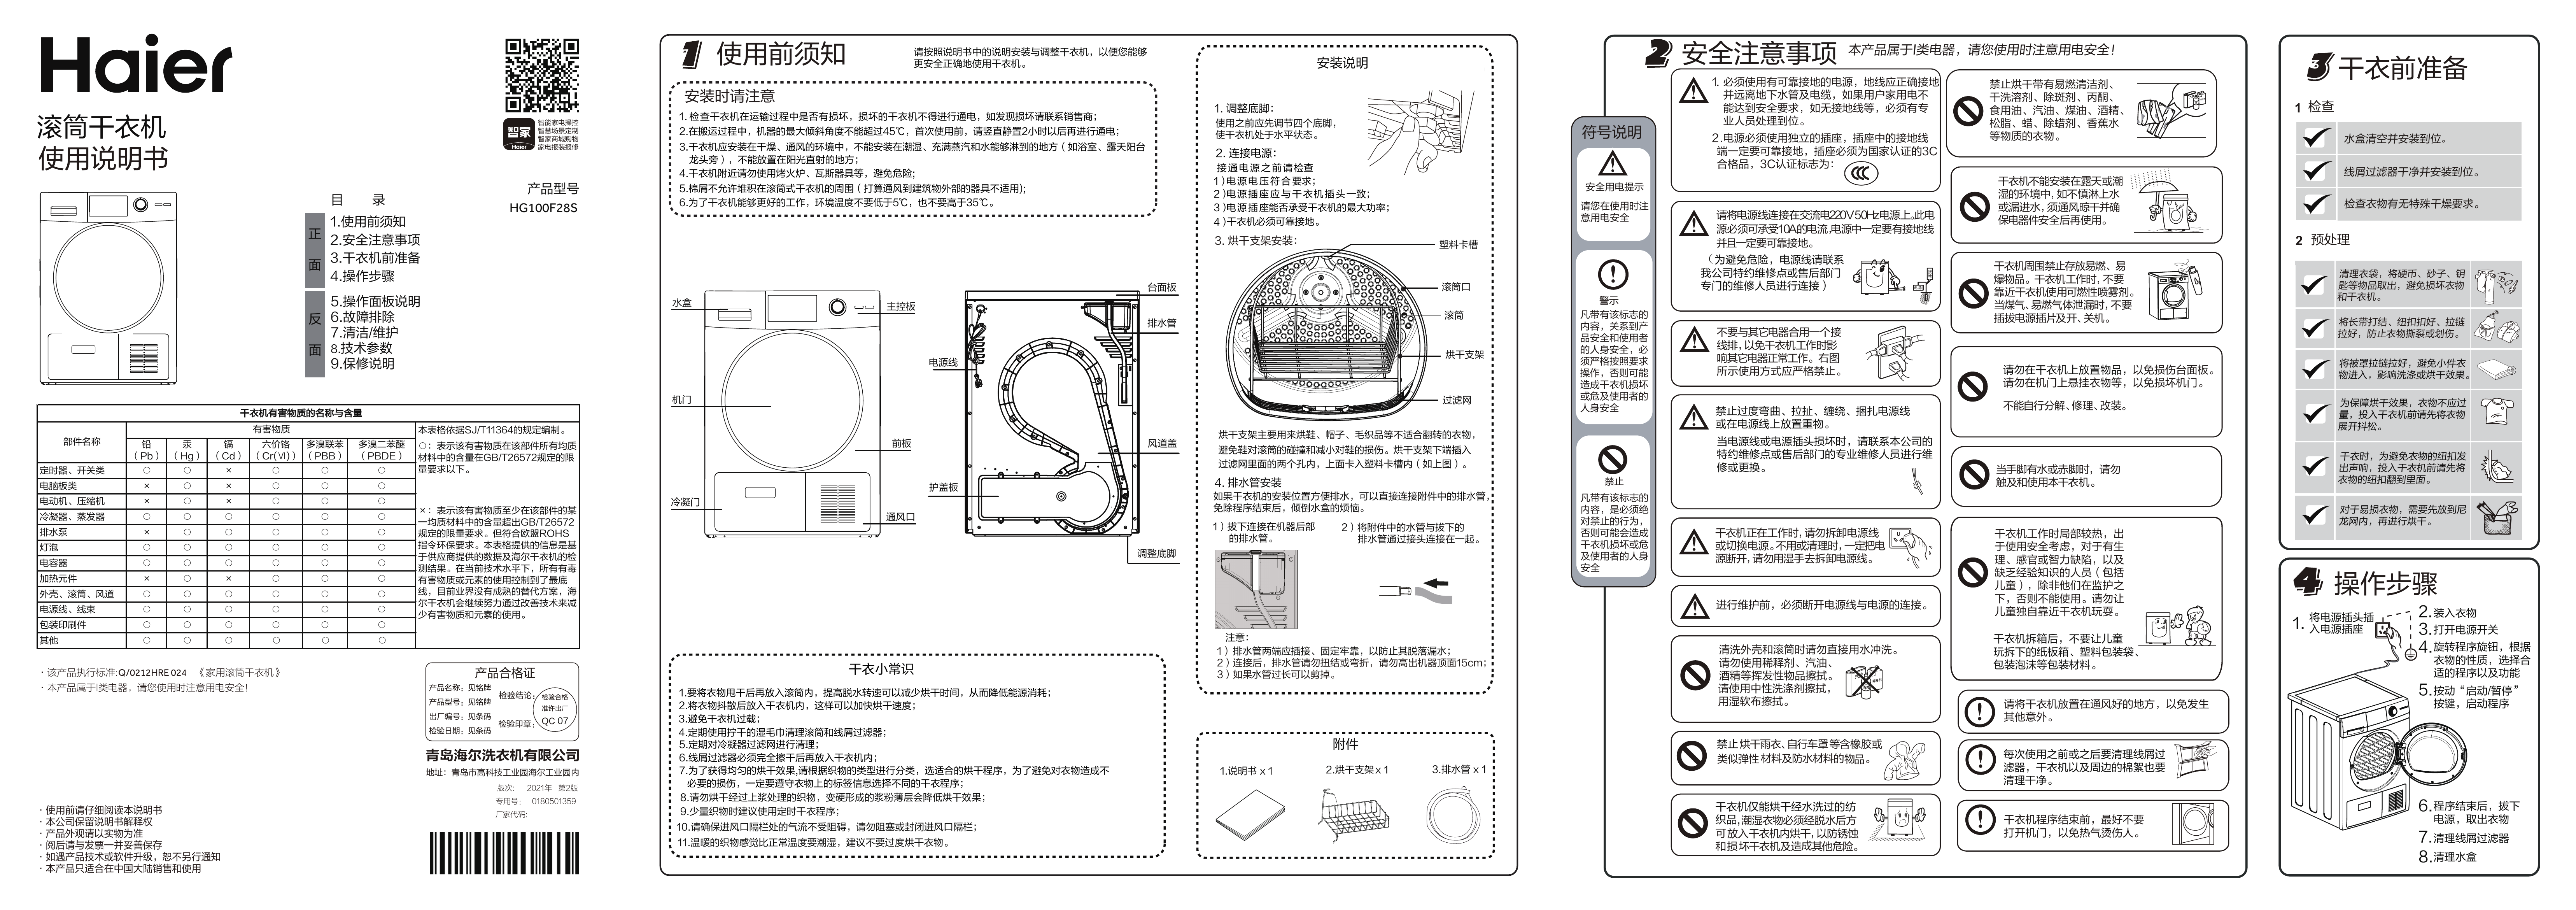 Haier
滚筒干衣机
使用说明书
智家
Haier
智能家电操控
智慧场景定制
智家商城购物
家电报装报修
产品型号
HG100F28S
目 录
正面
1.使用前须知
2.安全注意事项
3.干衣机前准备
4.操作步骤
反面
5.操作面板说明
6.故障排除
7.清洁/维护
8.技术参数
9.保修说明
干衣机有害物质的名称与含量
部件名称
有害物质
铅（Pb） 汞（Hg） 镉（Cd） 六价铬（Cr(Ⅵ)） 多溴联苯（PBB） 多溴二苯醚（PBDE）
定时器、开关类 ○ ○ × ○ ○ ○
电脑板类 × ○ × ○ ○ ○
电动机、压缩机 × ○ × ○ ○ ○
冷凝器、蒸发器 ○ ○ ○ ○ ○ ○
排水泵 × ○ ○ ○ ○ ○
灯泡 ○ ○ ○ ○ ○ ○
电容器 ○ ○ ○ ○ ○ ○
加热元件 × ○ × ○ ○ ○
外壳、滚筒、风道 ○ ○ ○ ○ ○ ○
电源线、线束 ○ ○ ○ ○ ○ ○
包装印刷件 ○ ○ ○ ○ ○ ○
其他 ○ ○ ○ ○ ○ ○
本表格依据SJ/T11364的规定编制。
○：表示该有害物质在该部件所有均质
材料中的含量在GB/T26572规定的限
量要求以下。
×：表示该有害物质至少在该部件的某
一均质材料中的含量超出GB/T26572
规定的限量要求。但符合欧盟ROHS
指令环保要求。本表格提供的信息是基
于供应商提供的数据及海尔干衣机的检
测结果。在当前技术水平下，所有有毒
有害物质或元素的使用控制到了最底
线，目前业界没有成熟的替代方案，海
尔干衣机会继续努力通过改善技术来减
少有害物质和元素的使用。
· 该产品执行标准:Q/0212HRE 024 《家用滚筒干衣机》
· 本产品属于I类电器，请您使用时注意用电安全！
产品合格证
产品名称：见铭牌
产品型号：见铭牌
出厂编号：见条码
检验日期：见条码
检验结论：
检验印章：
检验合格
准许出厂
QC 07
青岛海尔洗衣机有限公司
地址：青岛市高科技工业园海尔工业园内
版次： 2021年 第2版
专用号： 0180501359
厂家代码:
· 使用前请仔细阅读本说明书
· 本公司保留说明书解释权
· 产品外观请以实物为准
· 阅后请与发票一并妥善保存
· 如遇产品技术或软件升级，恕不另行通知
· 本产品只适合在中国大陆销售和使用
1 使用前须知
请按照说明书中的说明安装与调整干衣机，以便您能够
更安全正确地使用干衣机。
安装时请注意
1. 检查干衣机在运输过程中是否有损坏，损坏的干衣机不得进行通电，如发现损坏请联系销售商；
2.在搬运过程中，机器的最大倾斜角度不能超过45℃，首次使用前，请竖直静置2小时以后再进行通电；
3.干衣机应安装在干燥、通风的环境中，不能安装在潮湿、充满蒸汽和水能够淋到的地方（如浴室、露天阳台
龙头旁），不能放置在阳光直射的地方；
4.干衣机附近请勿使用烤火炉、瓦斯器具等，避免危险；
5.棉屑不允许堆积在滚筒式干衣机的周围（打算通风到建筑物外部的器具不适用)；
6.为了干衣机能够更好的工作，环境温度不要低于5℃，也不要高于35℃。
水盒
主控板
机门
前板
冷凝门
通风口
台面板
排水管
电源线
风道盖
护盖板
调整底脚
干衣小常识
1.要将衣物甩干后再放入滚筒内，提高脱水转速可以减少烘干时间，从而降低能源消耗；
2.将衣物抖散后放入干衣机内，这样可以加快烘干速度；
3.避免干衣机过载；
4.定期使用拧干的湿毛巾清理滚筒和线屑过滤器；
5.定期对冷凝器过滤网进行清理；
6.线屑过滤器必须完全擦干后再放入干衣机内；
7.为了获得均匀的烘干效果,请根据织物的类型进行分类，选适合的烘干程序，为了避免对衣物造成不
必要的损伤，一定要遵守衣物上的标签信息选择不同的干衣程序；
8.请勿烘干经过上浆处理的织物，变硬形成的浆粉薄层会降低烘干效果；
9.少量织物时建议使用定时干衣程序；
10.请确保进风口隔栏处的气流不受阻碍，请勿阻塞或封闭进风口隔栏；
11.温暖的织物感觉比正常温度要潮湿，建议不要过度烘干衣物。
安装说明
1. 调整底脚：
使用之前应先调节四个底脚，
使干衣机处于水平状态。
2. 连接电源：
接通电源之前请检查
1）电源电压符合要求；
2）电源插座应与干衣机插头一致；
3）电源插座能否承受干衣机的最大功率；
4）干衣机必须可靠接地。
3. 烘干支架安装：
塑料卡槽
滚筒口
滚筒
烘干支架
过滤网
烘干支架主要用来烘鞋、帽子、毛织品等不适合翻转的衣物，
避免鞋对滚筒的碰撞和减小对鞋的损伤。烘干支架下端插入
过滤网里面的两个孔内，上面卡入塑料卡槽内（如上图）。
4. 排水管安装
如果干衣机的安装位置方便排水，可以直接连接附件中的排水管，
免除程序结束后，倾倒水盒的烦恼。
1）拔下连接在机器后部
的排水管。
2）将附件中的水管与拔下的
排水管通过接头连接在一起。
注意：
1）排水管两端应插接、固定牢靠，以防止其脱落漏水；
2）连接后，排水管请勿扭结或弯折，请勿高出机器顶面15cm；
3）如果水管过长可以剪掉。
附件
1.说明书 x 1
2.烘干支架 x 1
3.排水管 x 1
2 安全注意事项
本产品属于I类电器，请您使用时注意用电安全！
符号说明
安全用电提示
请您在使用时注
意用电安全
警示
凡带有该标志的
内容，关系到产
品安全和使用者
的人身安全，必
须严格按照要求
操作，否则可能
造成干衣机损坏
或危及使用者的
人身安全
禁止
凡带有该标志的
内容，是必须绝
对禁止的行为，
否则可能会造成
干衣机损坏或危
及使用者的人身
安全
1. 必须使用有可靠接地的电源，地线应正确接地
并远离地下水管及电缆，如果用户家用电不
能达到安全要求，如无接地线等，必须有专
业人员处理到位。
2.电源必须使用独立的插座，插座中的接地线
端一定要可靠接地，插座必须为国家认证的3C
合格品，3C认证标志为：
请将电源线连接在交流电220V 50Hz电源上。此电
源必须可承受10A的电流,电源中一定要有接地线
并且一定要可靠接地。
（为避免危险，电源线请联系
我公司特约维修点或售后部门
专门的维修人员进行连接）
不要与其它电器合用一个接
线排，以免干衣机工作时影
响其它电器正常工作。右图
所示使用方式应严格禁止。
禁止过度弯曲、拉扯、缠绕、捆扎电源线
或在电源线上放置重物。
当电源线或电源插头损坏时，请联系本公司的
特约维修点或售后部门的专业维修人员进行维
修或更换。
干衣机正在工作时，请勿拆卸电源线
或切换电源。不用或清理时，一定把电
源断开，请勿用湿手去拆卸电源线。
进行维护前，必须断开电源线与电源的连接。
清洗外壳和滚筒时请勿直接用水冲洗。
请勿使用稀释剂、汽油、
酒精等挥发性物品擦拭。
请使用中性洗涤剂擦拭，
用湿软布擦拭。
禁止烘干雨衣、自行车罩等含橡胶或
类似弹性材料及防水材料的物品。
干衣机仅能烘干经水洗过的纺
织品,潮湿衣物必须经脱水后方
可放入干衣机内烘干，以防锈蚀
和损坏干衣机及造成其他危险。
禁止烘干带有易燃清洁剂、
干洗溶剂、除斑剂、丙酮、
食用油、汽油、煤油、酒精、
松脂、蜡、除蜡剂、香蕉水
等物质的衣物。
干衣机不能安装在露天或潮
湿的环境中，如不慎淋上水
或漏进水，须通风晾干并确
保电器件安全后再使用。
干衣机周围禁止存放易燃、易
爆物品。干衣机工作时，不要
靠近干衣机使用可燃性喷雾剂。
当煤气、易燃气体泄漏时，不要
插拔电源插片及开、关机。
请勿在干衣机上放置物品，以免损伤台面板。
请勿在机门上悬挂衣物等，以免损坏机门。
不能自行分解、修理、改装。
当手脚有水或赤脚时，请勿
触及和使用本干衣机。
干衣机工作时局部较热，出
于使用安全考虑，对于有生
理、感官或智力缺陷，以及
缺乏经验知识的人员（包括
儿童），除非他们在监护之
下，否则不能使用。请勿让
儿童独自靠近干衣机玩耍。
干衣机拆箱后，不要让儿童
玩拆下的纸板箱、塑料包装袋、
包装泡沫等包装材料。
请将干衣机放置在通风好的地方，以免发生
其他意外。
每次使用之前或之后要清理线屑过
滤器，干衣机以及周边的棉絮也要
清理干净。
干衣机程序结束前，最好不要
打开机门，以免热气烫伤人。
3 干衣前准备
1 检查
水盒清空并安装到位。
线屑过滤器干净并安装到位。
检查衣物有无特殊干燥要求。
2 预处理
清理衣袋，将硬币、砂子、钥
匙等物品取出，避免损坏衣物
和干衣机。
将长带打结、纽扣扣好、拉链
拉好，防止衣物撕裂或划伤。
将被罩拉链拉好，避免小件衣
物进入，影响洗涤或烘干效果。
为保障烘干效果，衣物不应过
量，投入干衣机前请先将衣物
展开抖松。
干衣时，为避免衣物的纽扣发
出声响，投入干衣机前请先将
衣物的纽扣翻到里面。
对于易损衣物，需要先放到尼
龙网内，再进行烘干。
4 操作步骤
1. 将电源插头插
入电源插座
2.装入衣物
3.打开电源开关
4.旋转程序旋钮，根据
衣物的性质，选择合
适的程序以及功能
5.按动“启动/暂停”
按键，启动程序
6.程序结束后，拔下
电源，取出衣物
7.清理线屑过滤器
8.清理水盒